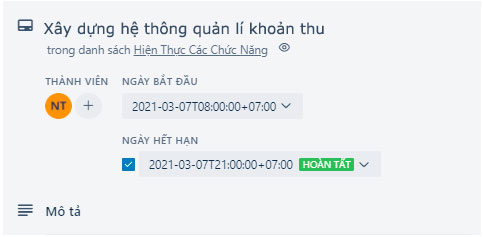 Xây dựng hệ thống quản lí khoản thu
trong danh sách Hiện Thực Các Chức Năng
THÀNH VIÊN NGÀY BẮT ĐẦU
NT + 2021-03-07T08:00:00+07:00
NGÀY HẾT HẠN
2021-03-07T21:00:00+07:00 HOÀN TẤT
Mô tả